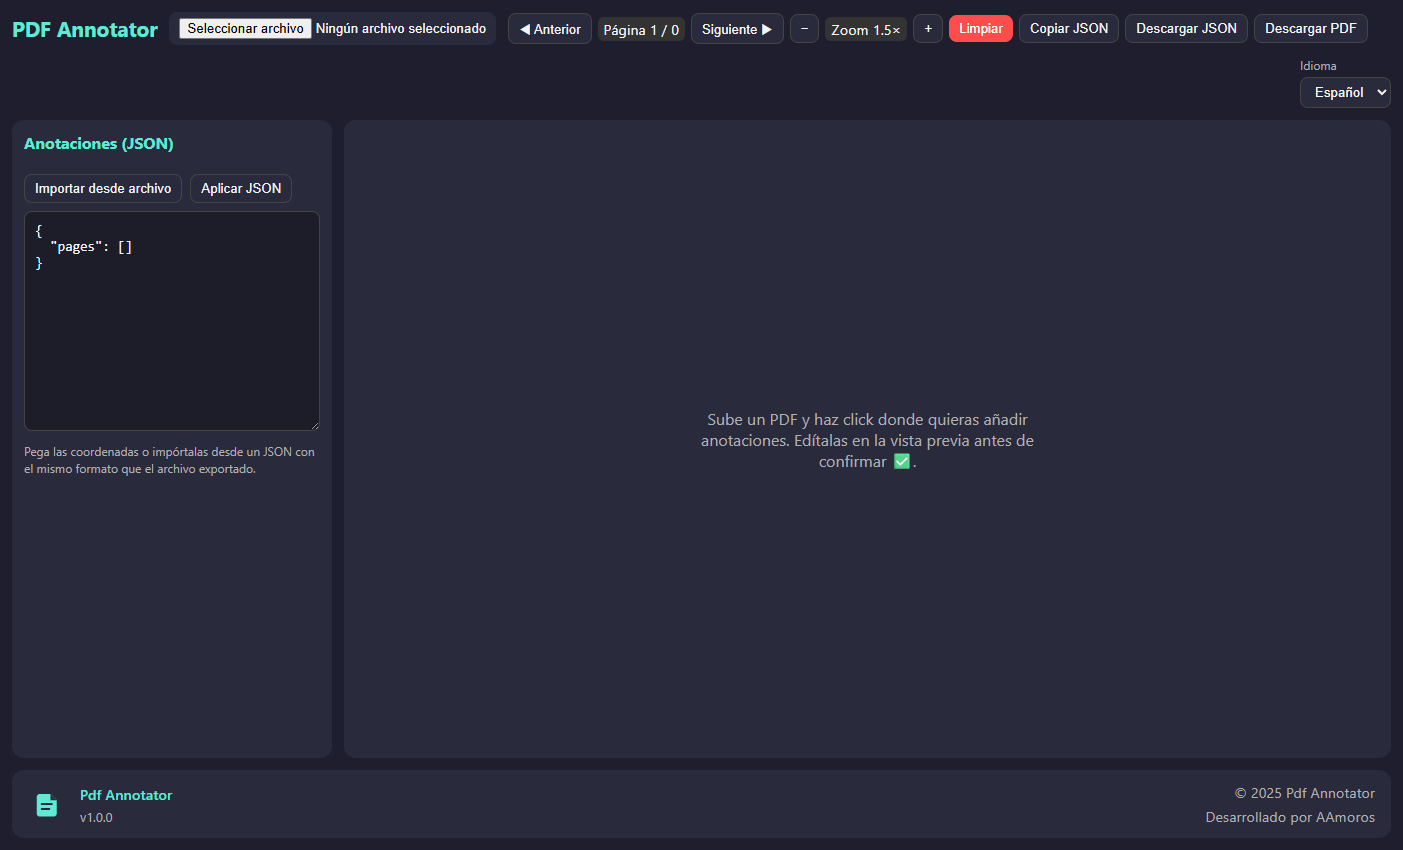 PDF Annotator
Seleccionar archivo Ningún archivo seleccionado
◀ Anterior
Página 1 / 0
Siguiente ▶
−
Zoom 1.5×
+
Limpiar
Copiar JSON
Descargar JSON
Descargar PDF
Idioma
Español
Anotaciones (JSON)
Importar desde archivo
Aplicar JSON
{
"pages": []
}
Pega las coordenadas o impórtalas desde un JSON con
el mismo formato que el archivo exportado.
Sube un PDF y haz click donde quieras añadir
anotaciones. Edítalas en la vista previa antes de
confirmar ✅.
Pdf Annotator
v1.0.0
© 2025 Pdf Annotator
Desarrollado por AAmoros